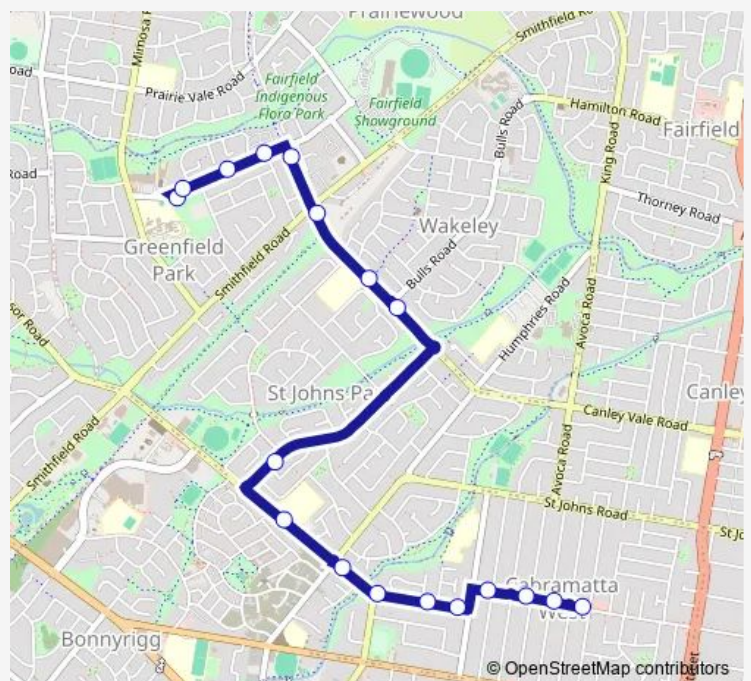 Prairiewood
Smithfield Ro
Mimosa R
oad
Prairie Vale Road
Fairfield
Indigenous
Flora Park
Fairfield
Showground
Bulls Road
Hamilton Road
Fairfield
King Road
Road
Thorney Road
Wakeley
Greenfield
Park
Smithfield Road
Bulls Road
Humphries Road
Avoca Road
sor Road
St Johns Pa
Canley
Canley Vale Road
Smithfield Road
Avoca Road
St Johns Road
St Jo
Cabramatta
West
Bonnyrigg
© OpenStreetMap contributors